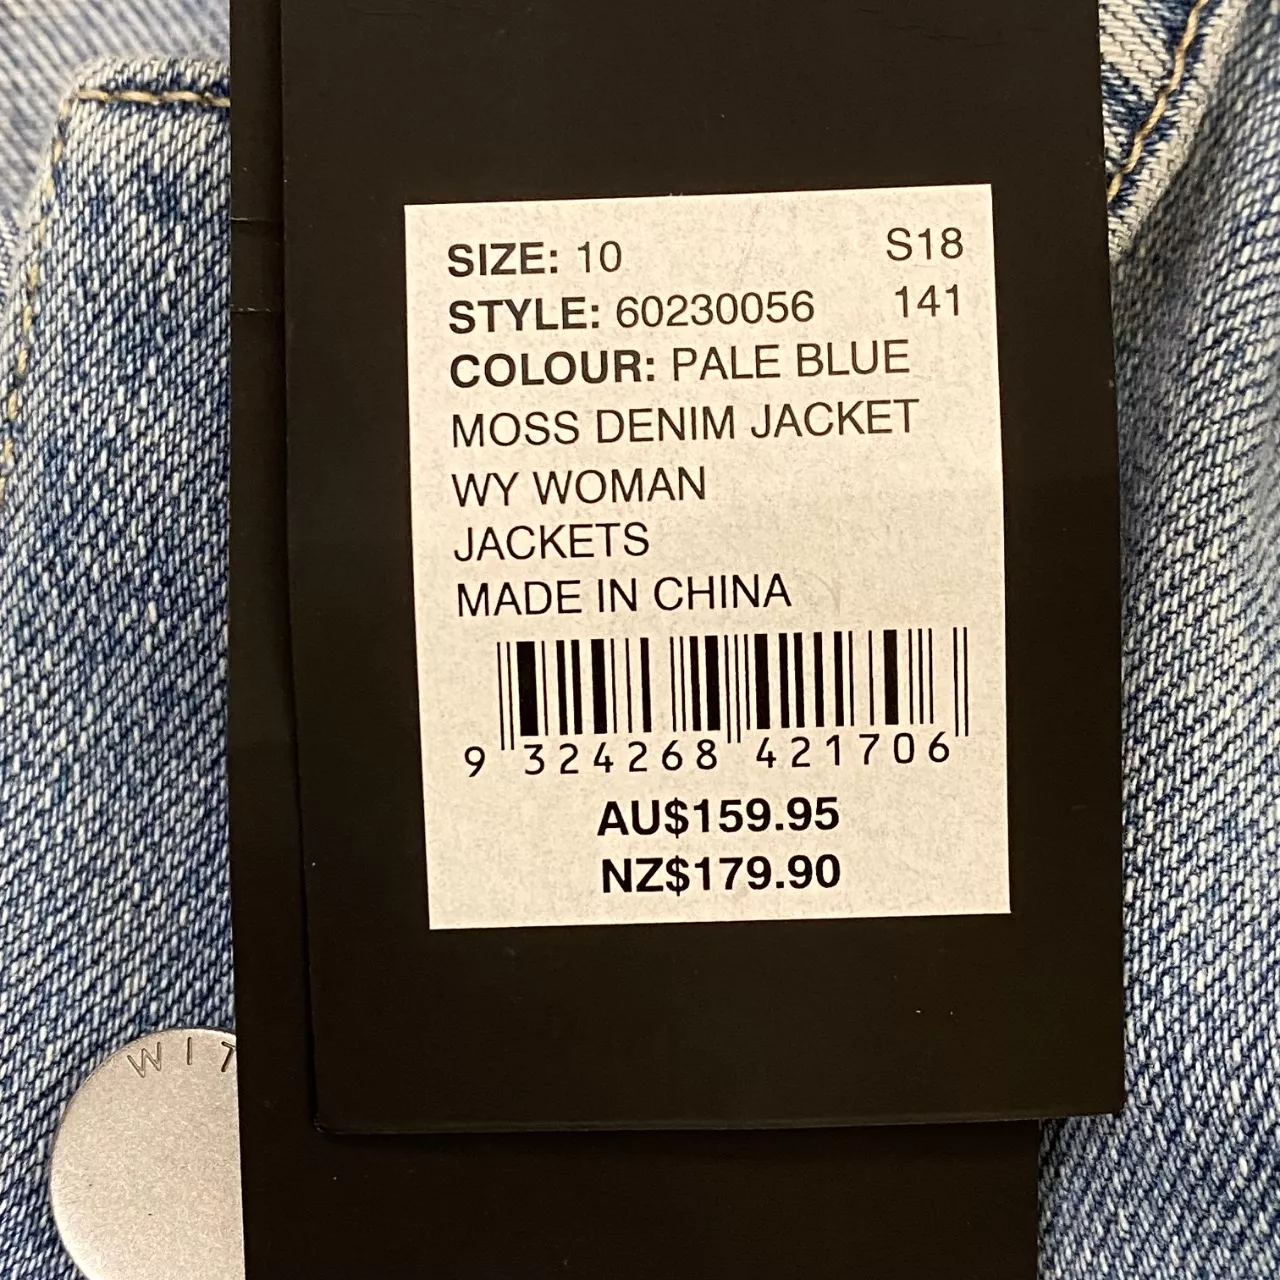 SIZE: 10 S18
STYLE: 60230056 141
COLOUR: PALE BLUE
MOSS DENIM JACKET
WY WOMAN
JACKETS
MADE IN CHINA
9 324268 421706
AU$159.95
NZ$179.90
WIT